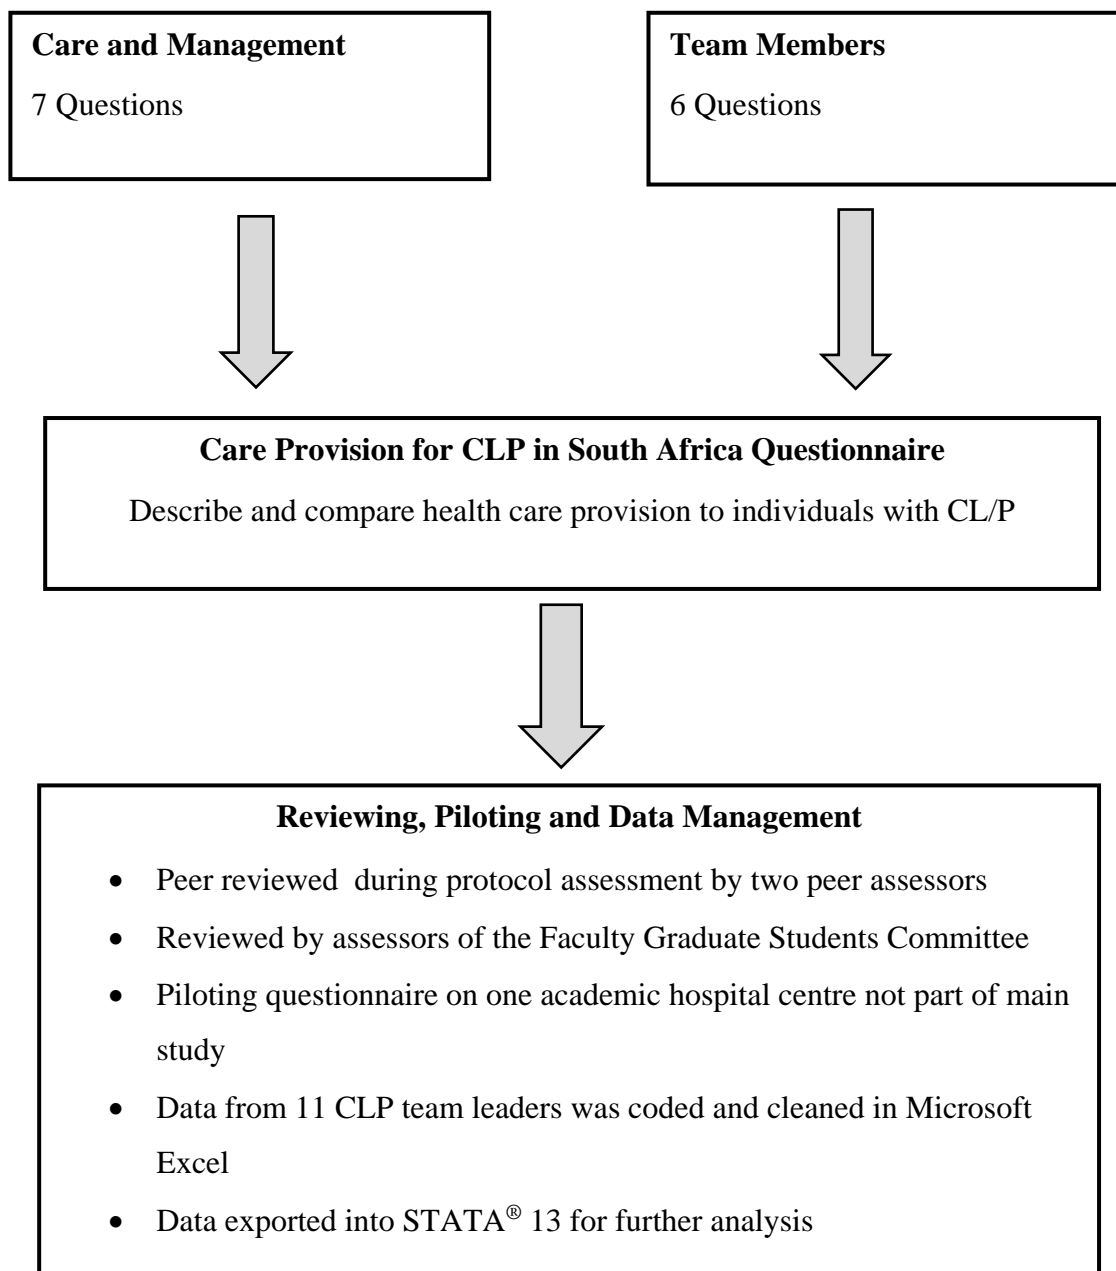 Care and Management
7 Questions
Team Members
6 Questions
Care Provision for CLP in South Africa Questionnaire
Describe and compare health care provision to individuals with CL/P
Reviewing, Piloting and Data Management
• Peer reviewed during protocol assessment by two peer assessors
• Reviewed by assessors of the Faculty Graduate Students Committee
• Piloting questionnaire on one academic hospital centre not part of main
study
• Data from 11 CLP team leaders was coded and cleaned in Microsoft
Excel
• Data exported into STATA® 13 for further analysis